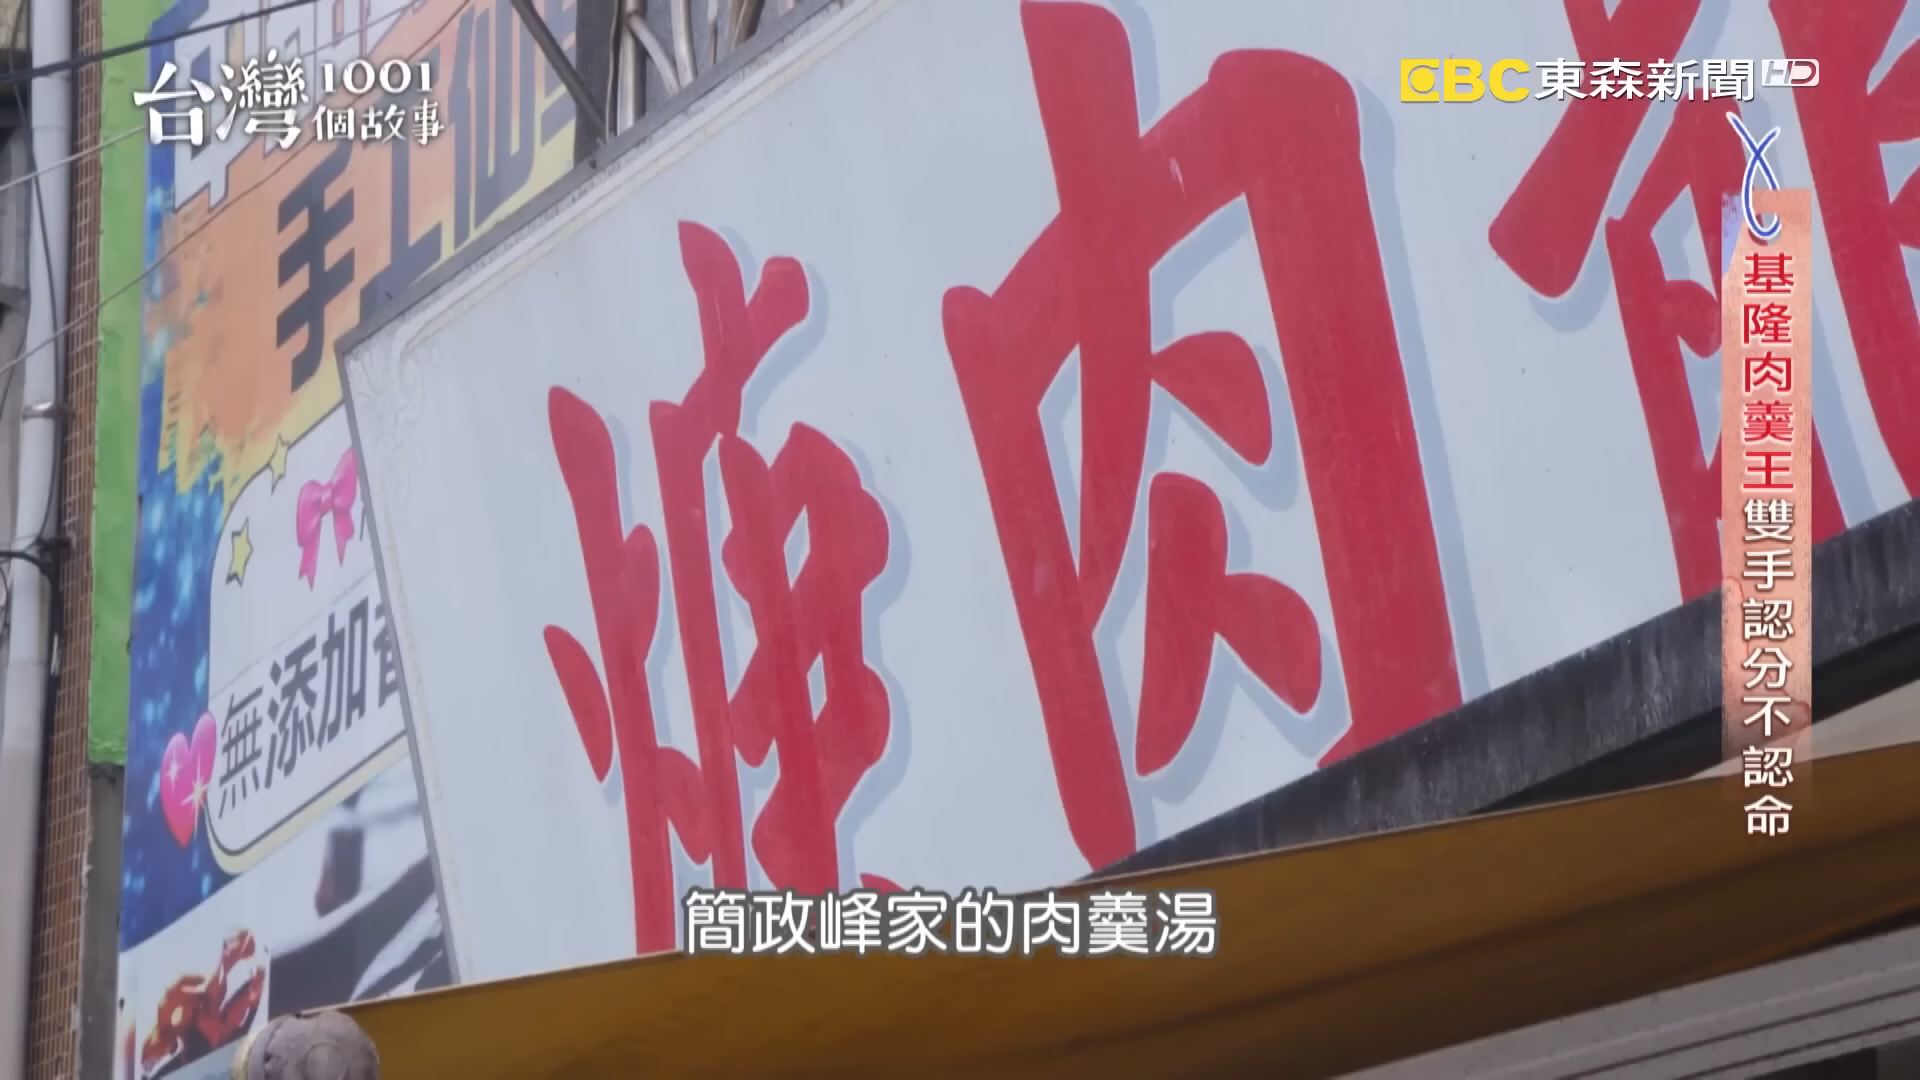 台灣1001個故事
EBC東森新聞HD
基隆肉羹王雙手認分不認命
手工仙
肉
無添加
簡政峰家的肉羹湯